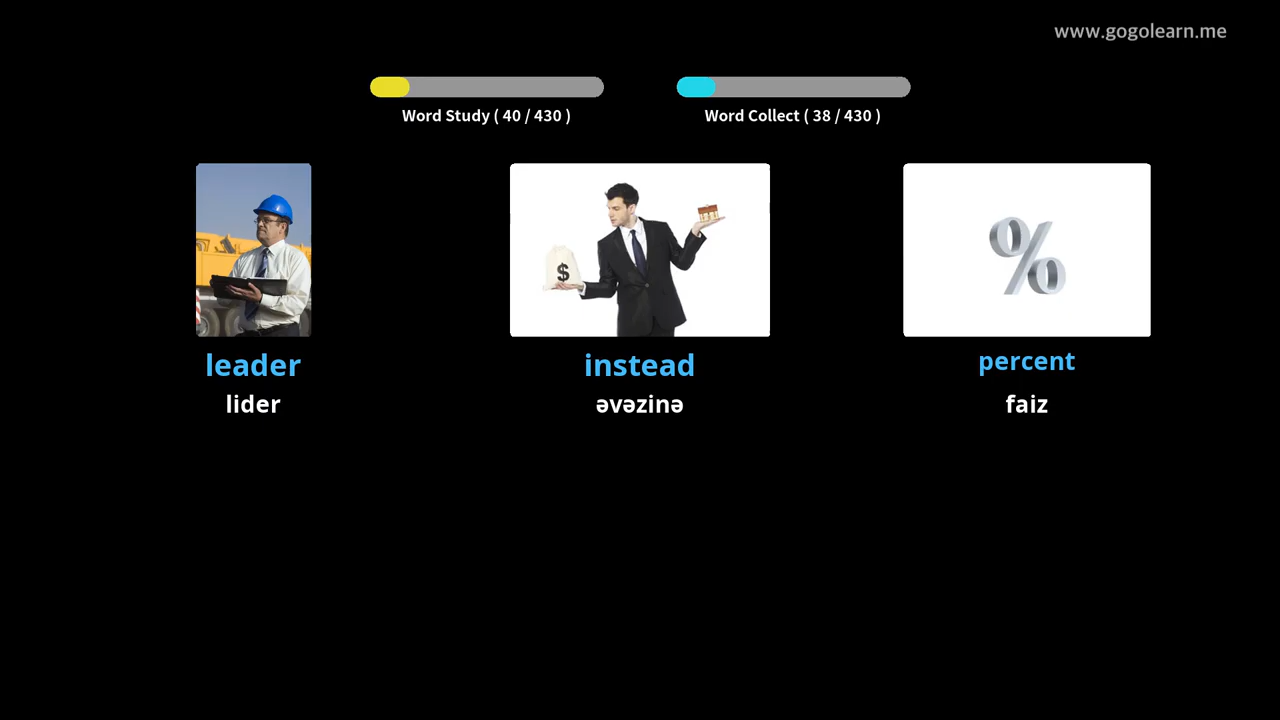 www.gogolearn.me
Word Study ( 40 / 430 )
Word Collect ( 38 / 430 )
$
%
leader
lider
instead
əvəzinə
percent
faiz